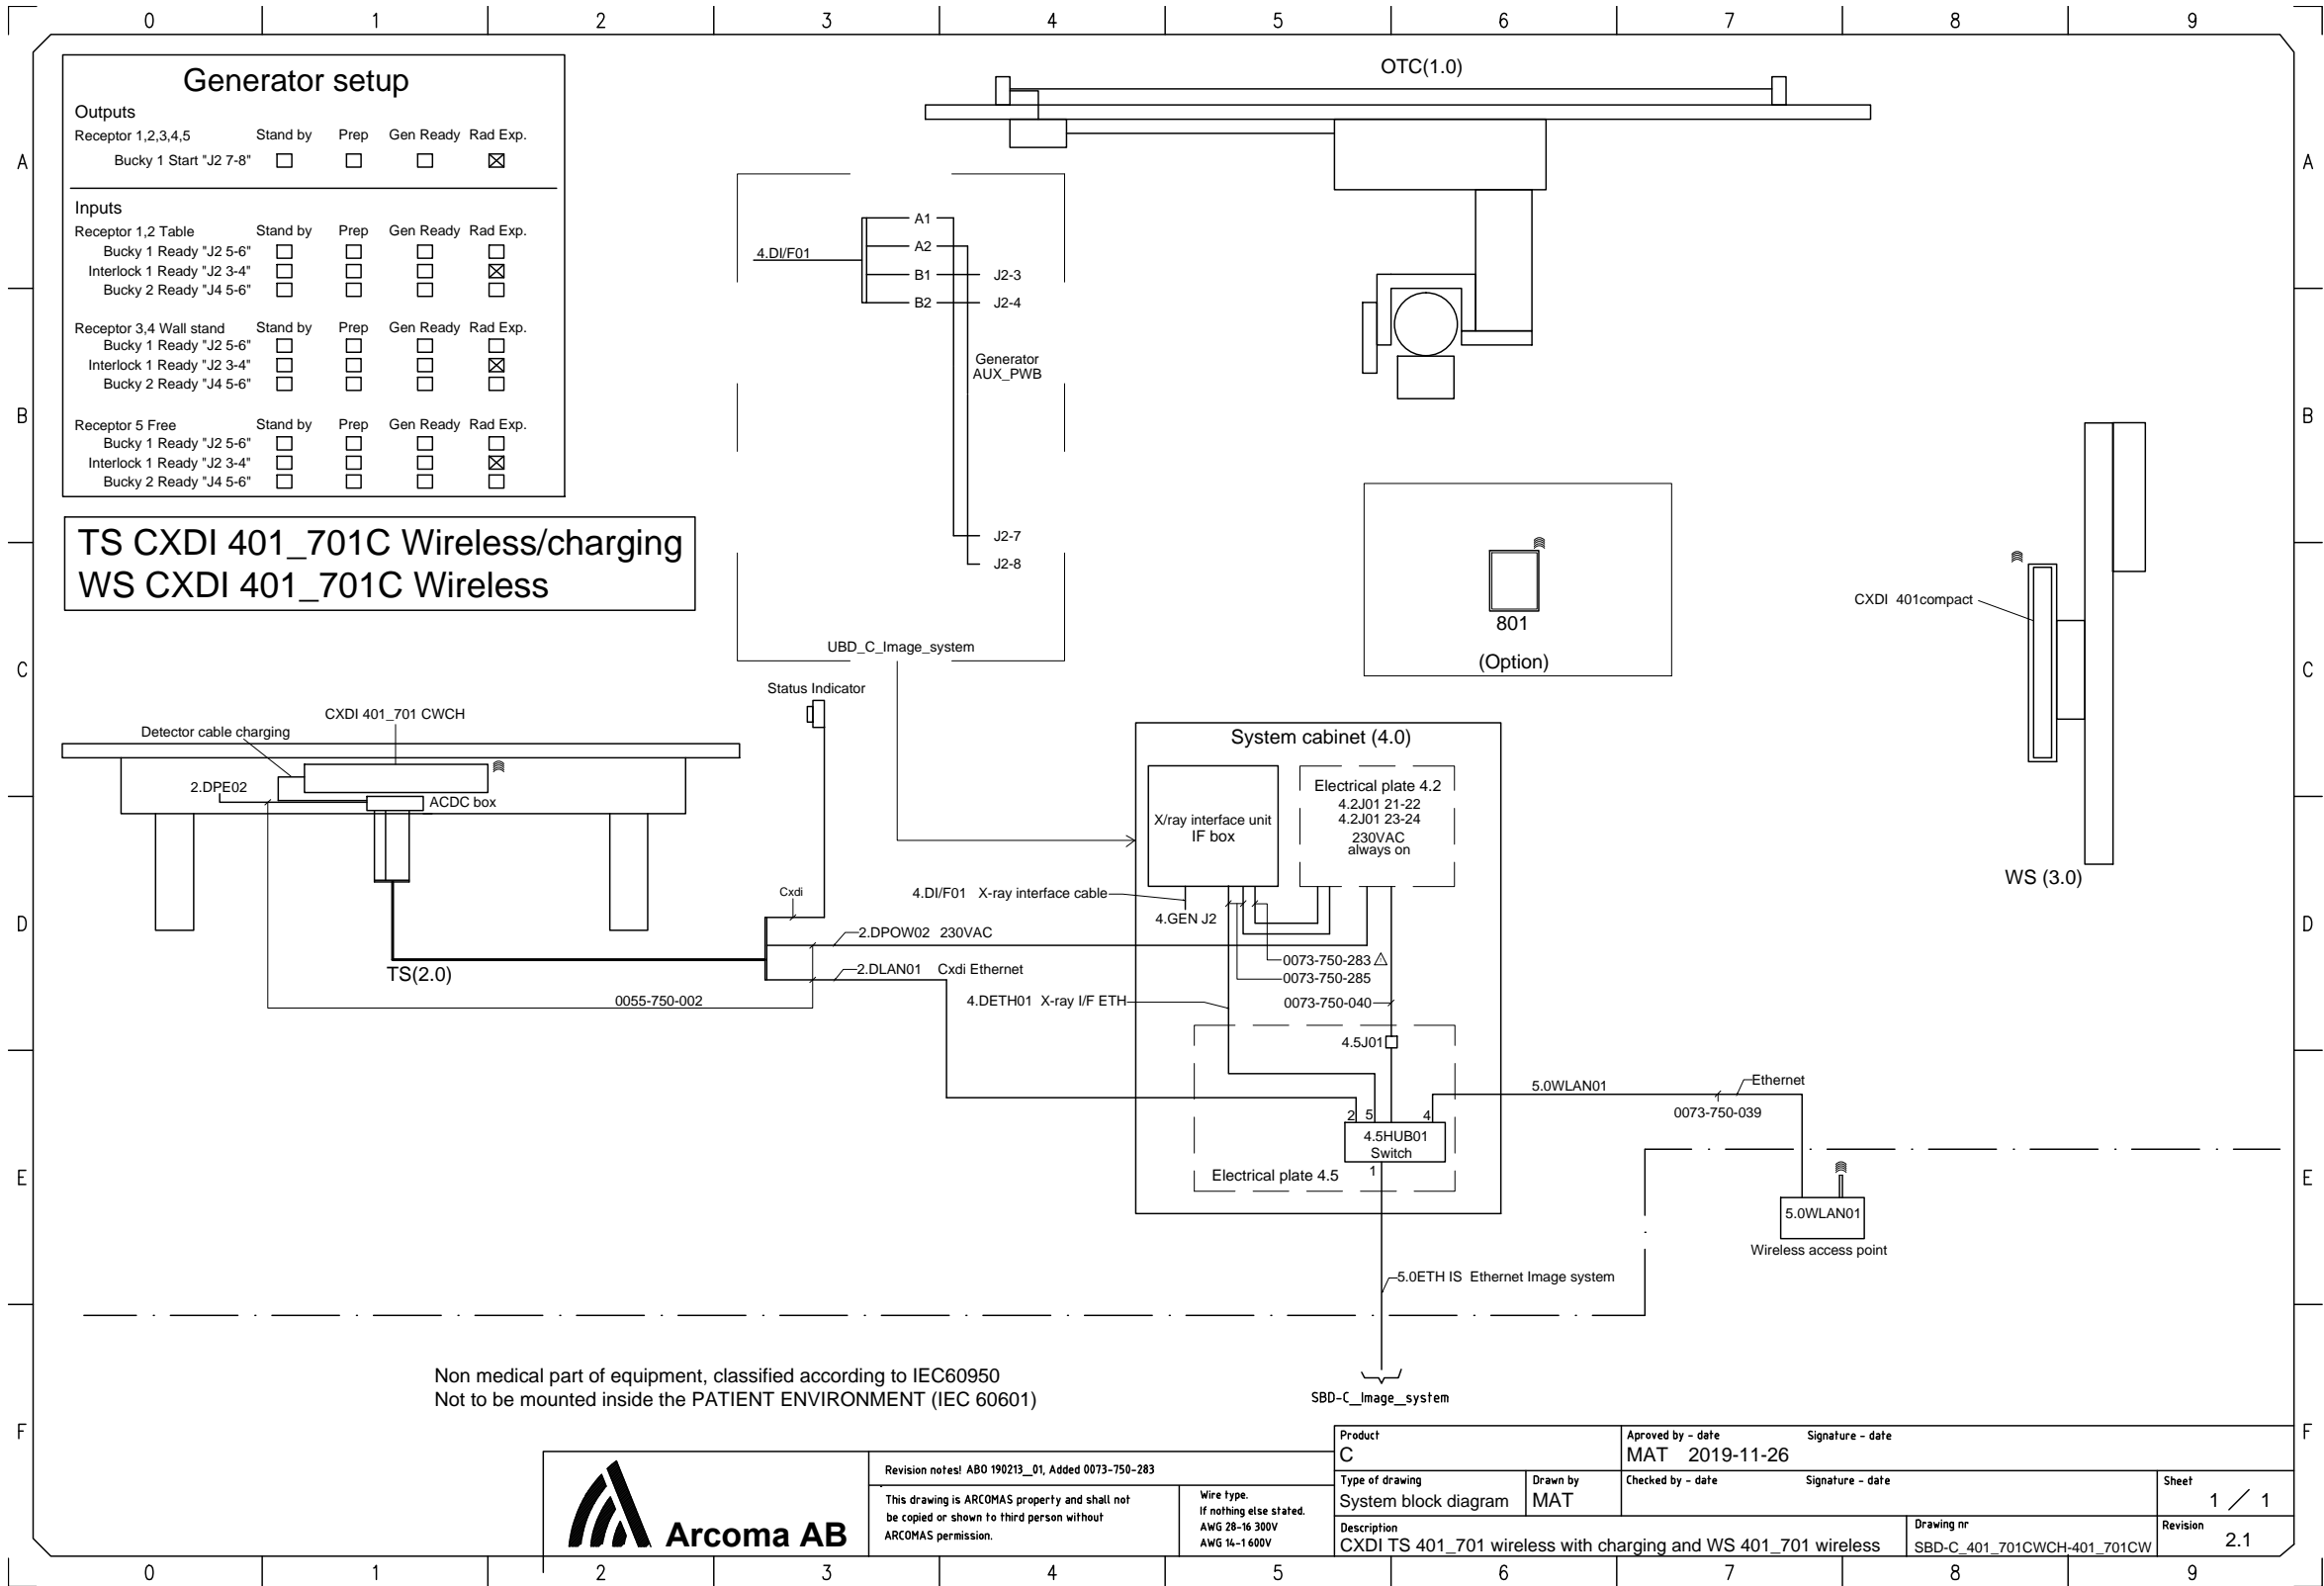 0 1 2 3 4 5 6 7 8 9
Generator setup
Outputs
Receptor 1,2,3,4,5 Stand by Prep Gen Ready Rad Exp.
Bucky 1 Start "J2 7-8"
Inputs
Receptor 1,2 Table Stand by Prep Gen Ready Rad Exp.
Bucky 1 Ready "J2 5-6"
Interlock 1 Ready "J2 3-4"
Bucky 2 Ready "J4 5-6"
Receptor 3,4 Wall stand Stand by Prep Gen Ready Rad Exp.
Bucky 1 Ready "J2 5-6"
Interlock 1 Ready "J2 3-4"
Bucky 2 Ready "J4 5-6"
Receptor 5 Free Stand by Prep Gen Ready Rad Exp.
Bucky 1 Ready "J2 5-6"
Interlock 1 Ready "J2 3-4"
Bucky 2 Ready "J4 5-6"
TS CXDI 401_701C Wireless/charging
WS CXDI 401_701C Wireless
A
B
C
D
E
F
A
B
C
D
E
F
OTC(1.0)
4.DI/F01
A1
A2
B1
B2
J2-3
J2-4
Generator
AUX_PWB
J2-7
J2-8
UBD_C_Image_system
801
(Option)
CXDI 401compact
WS (3.0)
Status Indicator
CXDI 401_701 CWCH
Detector cable charging
2.DPE02
ACDC box
TS(2.0)
Cxdi
2.DPOW02 230VAC
2.DLAN01 Cxdi Ethernet
0055-750-002
System cabinet (4.0)
X/ray interface unit
IF box
Electrical plate 4.2
4.2J01 21-22
4.2J01 23-24
230VAC
always on
4.DI/F01 X-ray interface cable
4.GEN J2
0073-750-283
0073-750-285
4.DETH01 X-ray I/F ETH
0073-750-040
4.5J01
2 5 4
4.5HUB01
Switch
1
Electrical plate 4.5
5.0WLAN01
Ethernet
0073-750-039
5.0WLAN01
Wireless access point
5.0ETH IS Ethernet Image system
SBD-C_Image_system
Non medical part of equipment, classified according to IEC60950
Not to be mounted inside the PATIENT ENVIRONMENT (IEC 60601)
Arcoma AB
Revision notes! ABO 190213_01, Added 0073-750-283
This drawing is ARCOMAS property and shall not
be copied or shown to third person without
ARCOMAS permission.
Wire type.
If nothing else stated.
AWG 28-16 300V
AWG 14-1 600V
Product
C
Aproved by - date Signature - date
MAT 2019-11-26
Type of drawing
System block diagram
Drawn by
MAT
Checked by - date Signature - date
Sheet
1 / 1
Description
CXDI TS 401_701 wireless with charging and WS 401_701 wireless
Drawing nr
SBD-C_401_701CWCH-401_701CW
Revision
2.1
0 1 2 3 4 5 6 7 8 9